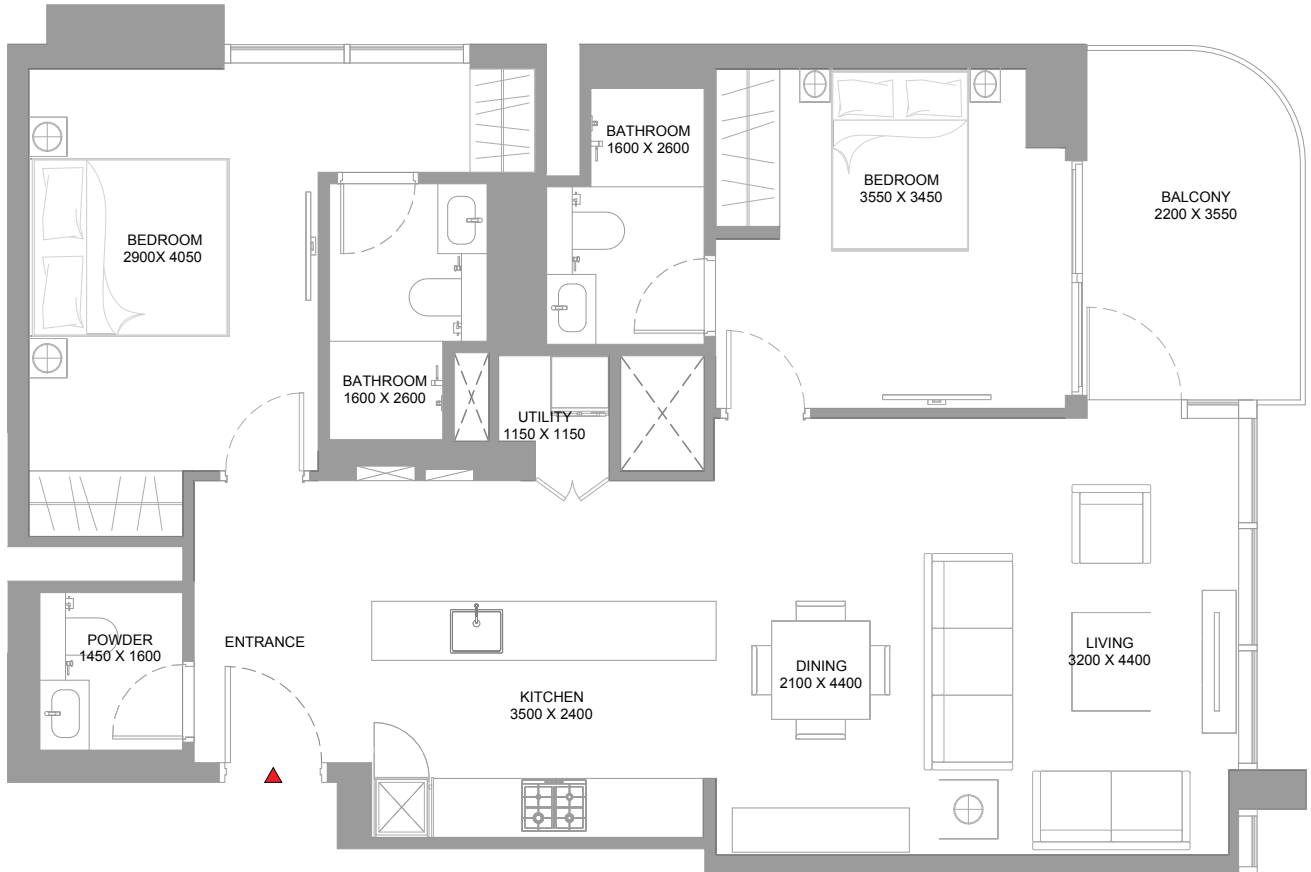 BATHROOM
1600 X 2600
BEDROOM
3550 X 3450
BALCONY
2200 X 3550
BEDROOM
2900X 4050
BATHROOM
1600 X 2600
UTILITY
1150 X 1150
POWDER
1450 X 1600
ENTRANCE
KITCHEN
3500 X 2400
DINING
2100 X 4400
LIVING
3200 X 4400